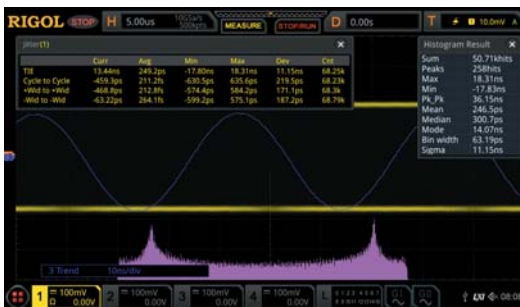 RIGOL STOP H 5.00us 10GSa/s 500kpts MEASURE STOP/RUN D 0.00s T 10.0mV A
Jitter(1) ×
Curr Avg Min Max Dev Cnt
TIE 13.44ns 249.2ps -17.80ns 18.31ns 11.15ns 68.25k
Cycle to Cycle -459.3ps 211.2fs -630.5ps 635.6ps 219.5ps 68.23k
+Wid to +Wid -468.8ps 212.8fs -574.4ps 584.2ps 171.1ps 68.3k
-Wid to -Wid -63.22ps 264.1fs -599.2ps 575.1ps 187.2ps 68.79k
Histogram Result ×
Sum 50.71khits
Peaks 258hits
Max 18.31ns
Min -17.83ns
Pk_Pk 36.15ns
Mean 246.5ps
Median 300.7ps
Mode 14.07ns
Bin width 63.19ps
Sigma 11.15ns
3 Trend 10ns/div
1 100mV Ω 0.00V 2 100mV 0.00V 3 100mV 0.00V 4 100mV 0.00V L G1 G2 LXI